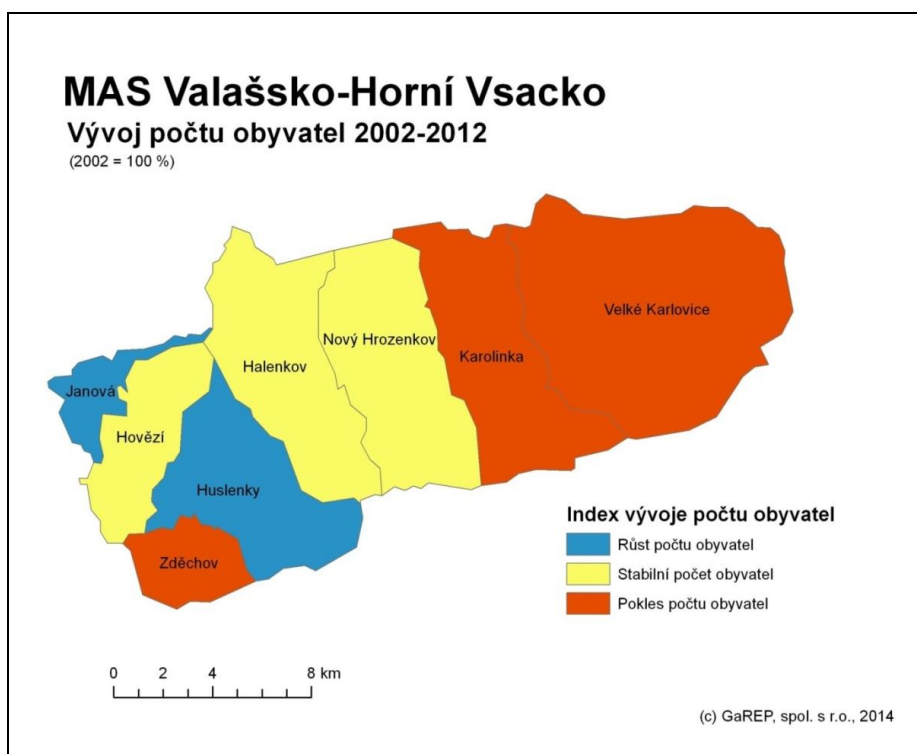 MAS Valašsko-Horní Vsacko
Vývoj počtu obyvatel 2002-2012
(2002 = 100 %)
Velké Karlovice
Nový Hrozenkov
Karolinka
Halenkov
Janová
Hovězí
Huslenky
Zděchov
Index vývoje počtu obyvatel
Růst počtu obyvatel
Stabilní počet obyvatel
Pokles počtu obyvatel
0 2 4 8 km
(c) GaREP, spol. s r.o., 2014